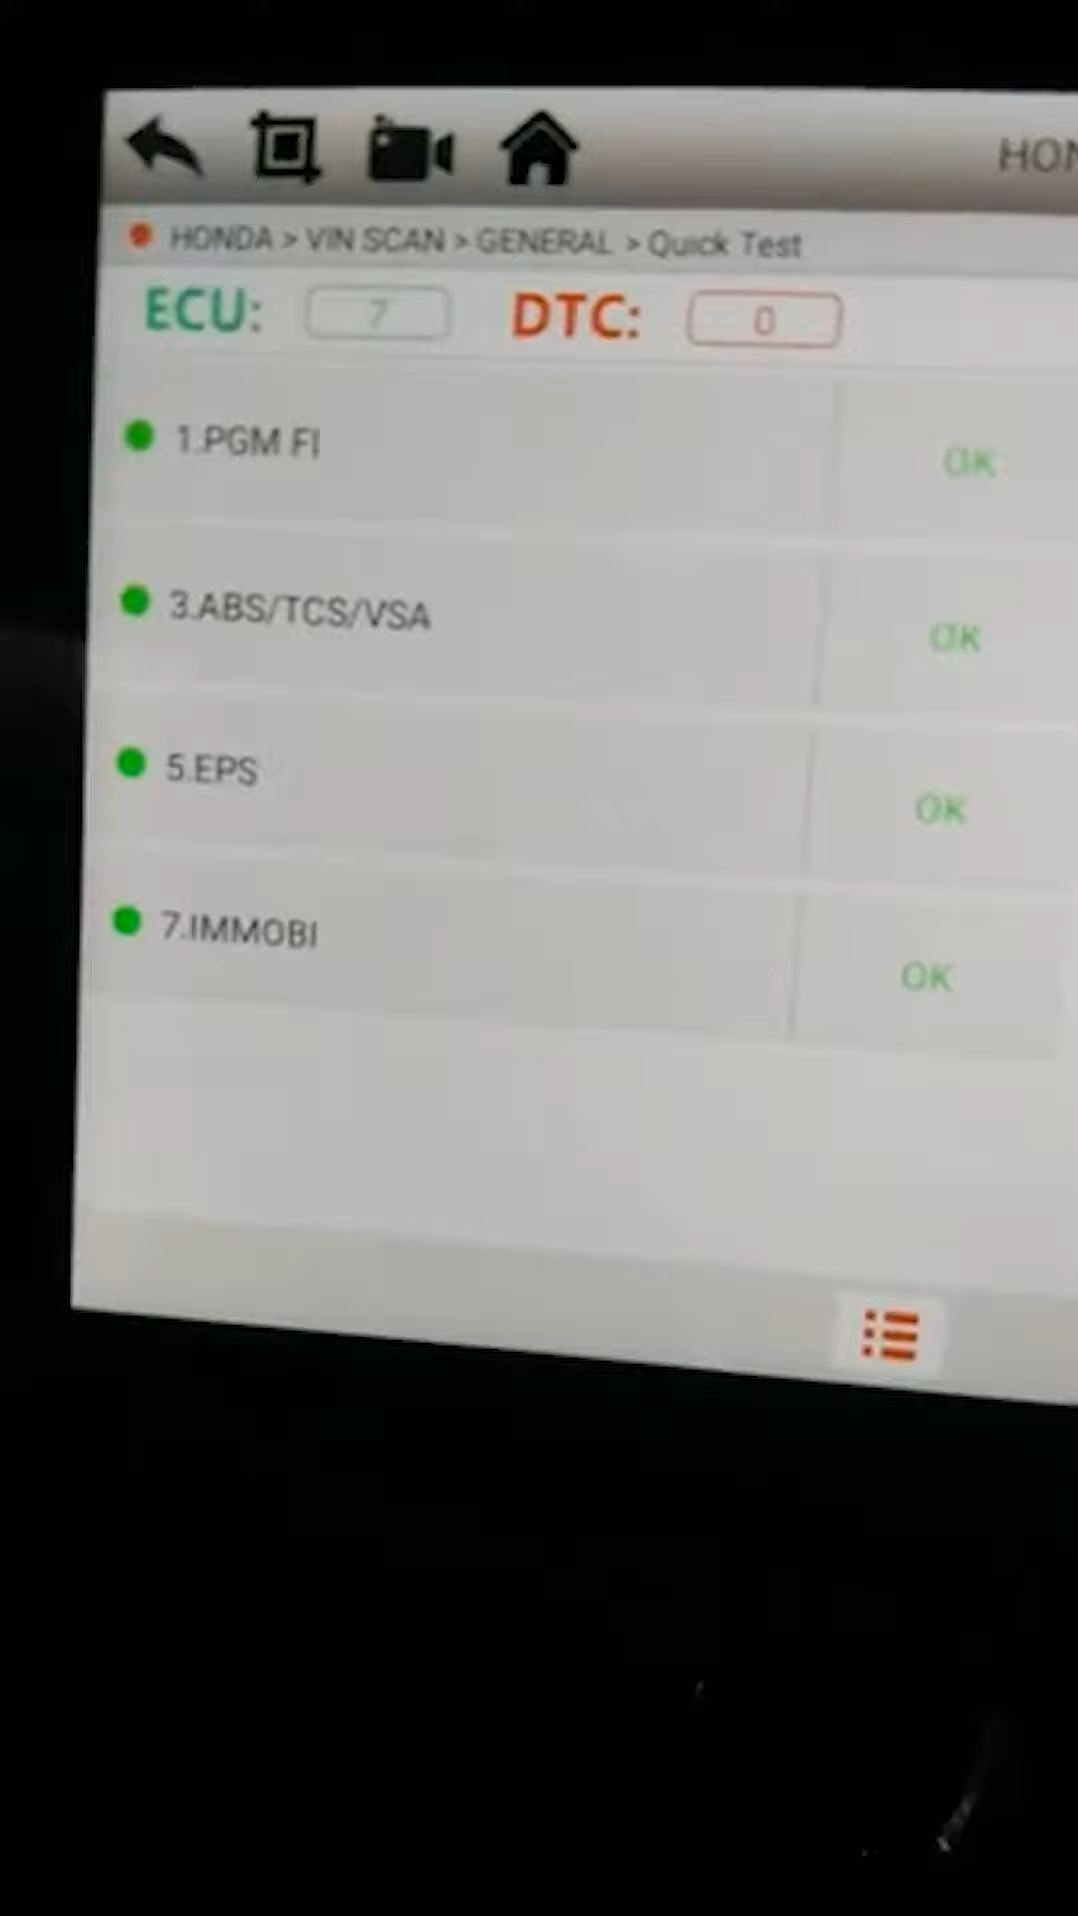 HON
HONDA > VIN SCAN > GENERAL > Quick Test
ECU: 7 DTC: 0
1.PGM FI OK
3.ABS/TCS/VSA OK
5.EPS OK
7.IMMOBI OK